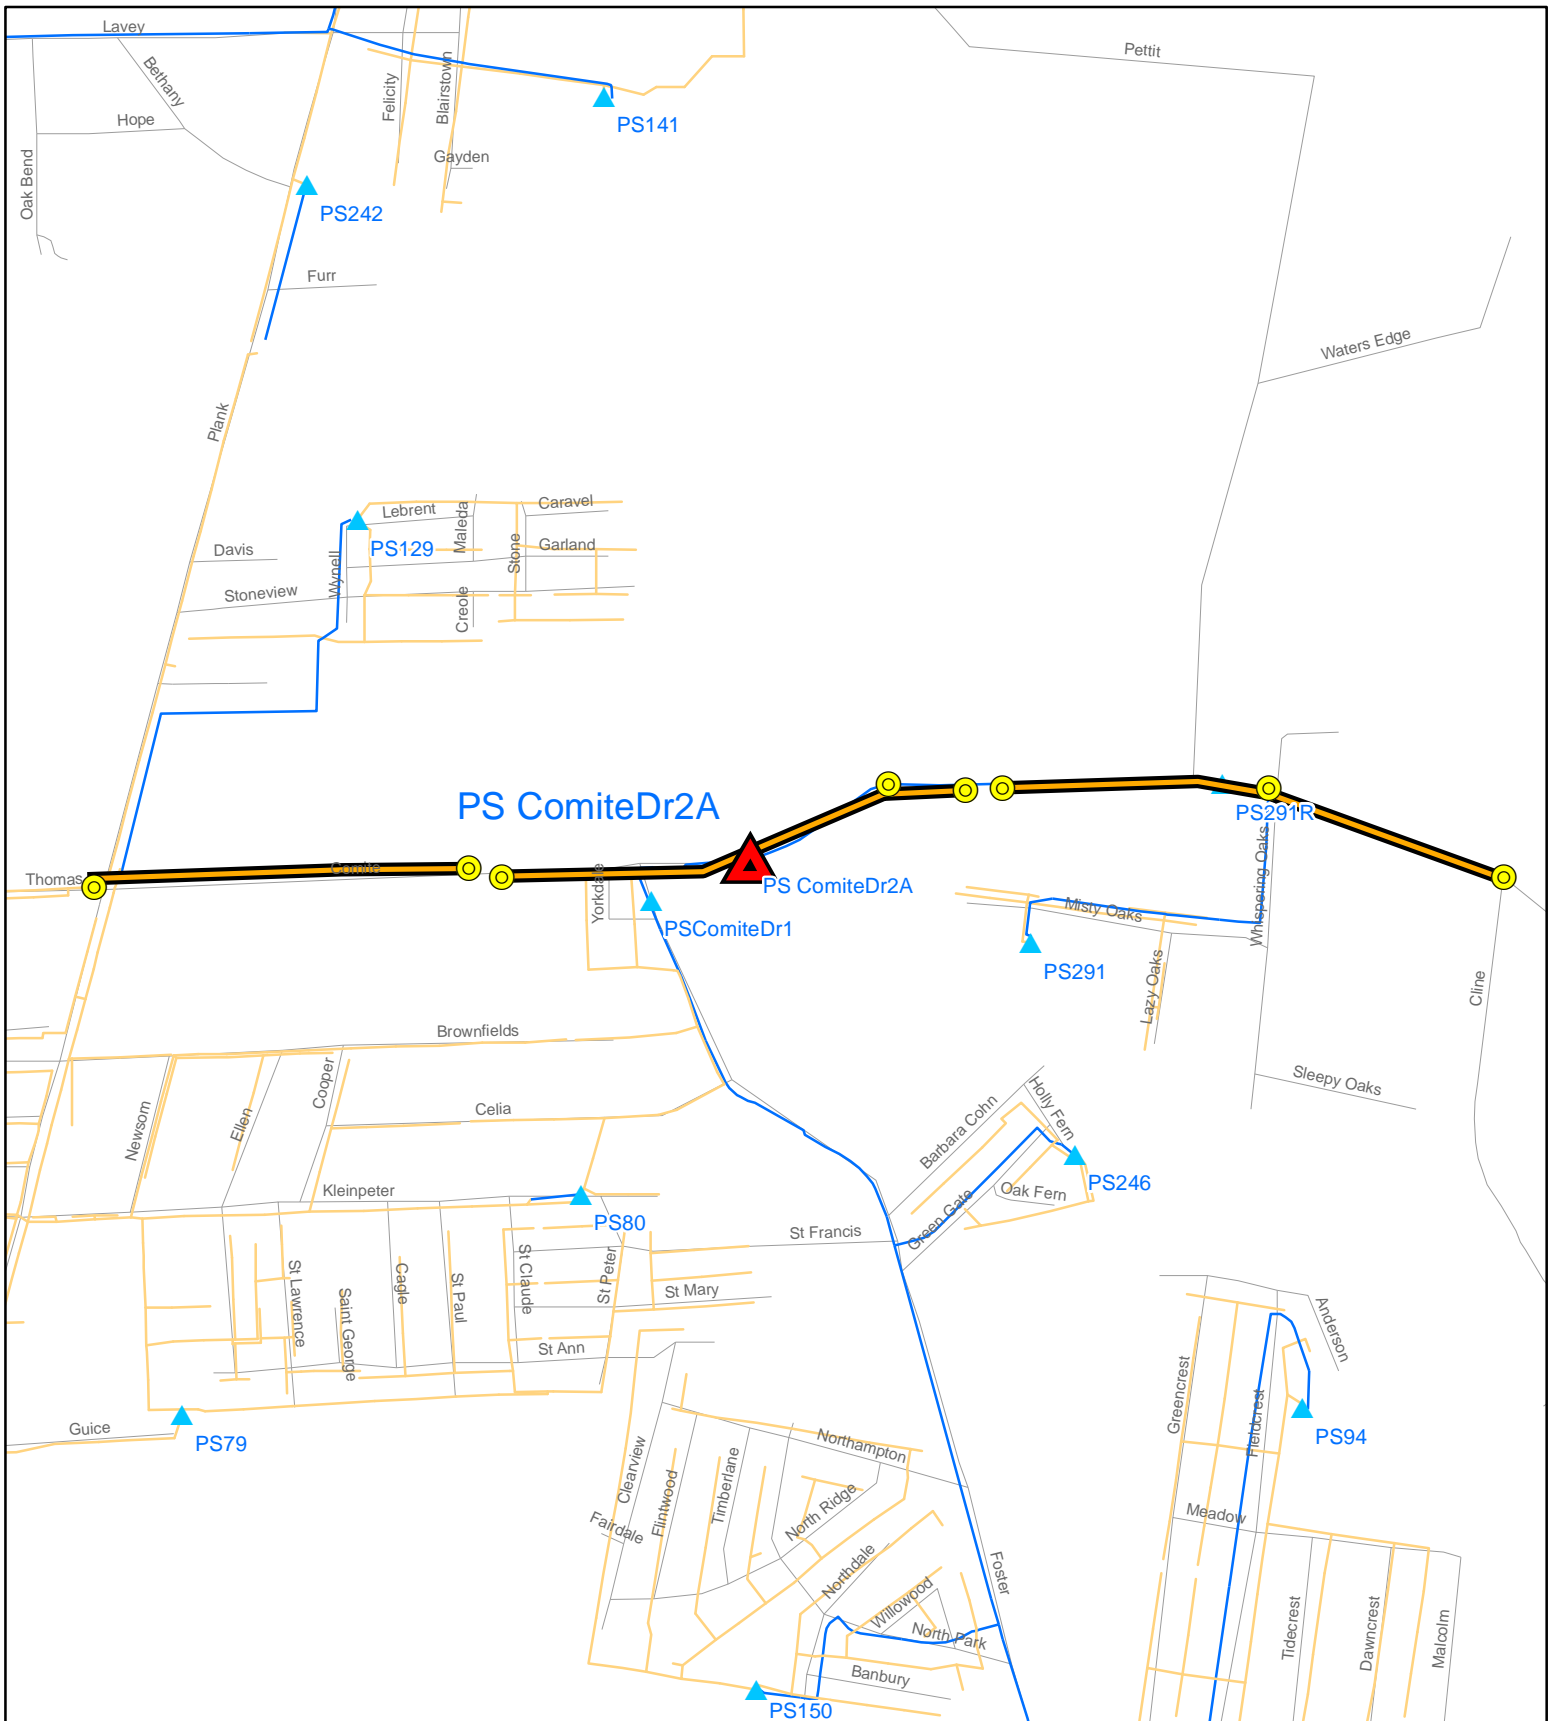 Lavey
Pettit
Bethany
Felicity
Blairstown
Hope
PS141
Gayden
Oak Bend
PS242
Furr
Waters Edge
Plank
Caravel
Lebrent
Maleda
Stone
Garland
Davis
PS129
Wynell
Stoneview
Creole
PS ComiteDr2A
PS291R
Comite
Thomas
Yorkdale
PS ComiteDr2A
Whispering Oaks
Misty Oaks
PSComiteDr1
PS291
Lazy Oaks
Cline
Brownfields
Sleepy Oaks
Cooper
Newsom
Ellen
Celia
Barbara Cohn
Holly Fern
PS246
Kleinpeter
Oak Fern
PS80
Green Gate
St Francis
St Lawrence
Saint George
Cagle
St Paul
St Claude
St Peter
St Mary
St Ann
Anderson
Greencrest
Fieldcrest
Guice
PS79
PS94
Clearview
Flintwood
Timberlane
Northampton
North Ridge
Fairdale
Meadow
Northdale
Foster
Willowood
North Park
Banbury
Tidecrest
Dawncrest
Malcolm
PS150